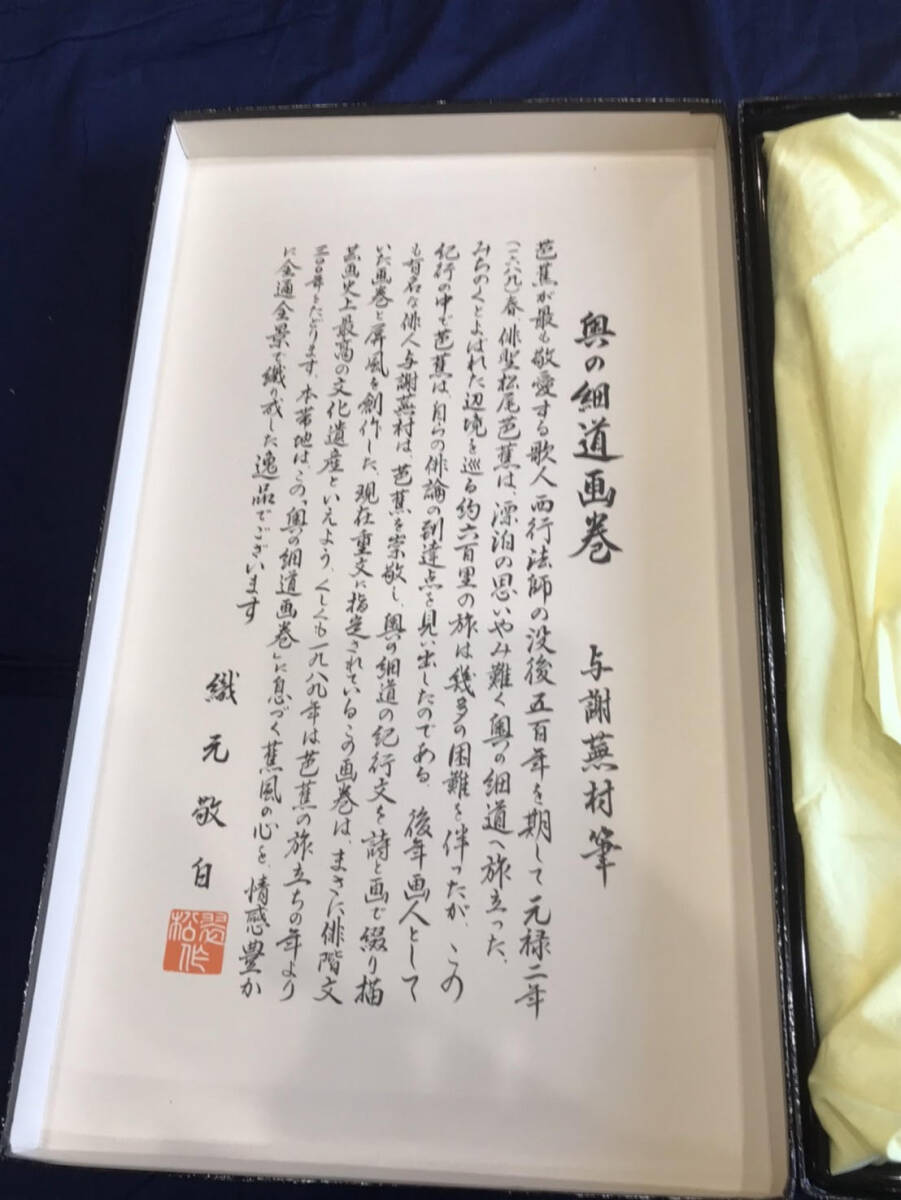 奥の細道画巻　与謝蕪村筆
芭蕉が最も敬愛する歌人西行法師の没後五百年を期して元禄二年
(一六八九)春、俳聖松尾芭蕉は、漂泊の思いやみ難く奥の細道へ旅立った、
みちのくとよばれた辺境を巡る約六百里の旅は幾多の困難を伴ったが、この
紀行の中で芭蕉は、自らの俳論の到達点を見い出したのである、後年画人として
も有名な俳人与謝蕪村は、芭蕉を崇敬し、奥の細道の紀行文を詩と画で綴り描
いた画巻と屏風を創作した、現在重文に指定されているこの画巻は、まさに俳階文
芸画史上最高の文化遺産といえよう、くしくも一九八九年は芭蕉の旅立ちの年より
三〇〇年をたどります、本帯地は、この「奥の細道画巻」に息づく蕉風の心を、情感豊か
に全通全景で織り成した逸品でございます
織元敬白
松作